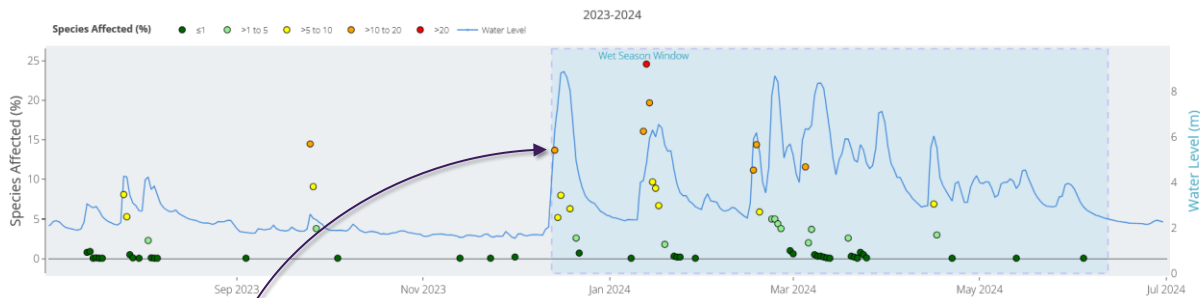 2023-2024
Species Affected (%) ≤1 >1 to 5 >5 to 10 >10 to 20 >20 Water Level
Wet Season Window
25
20
15
10
5
0
Species Affected (%)
8
6
4
2
0
Water Level (m)
Sep 2023 Nov 2023 Jan 2024 Mar 2024 May 2024 Jul 2024